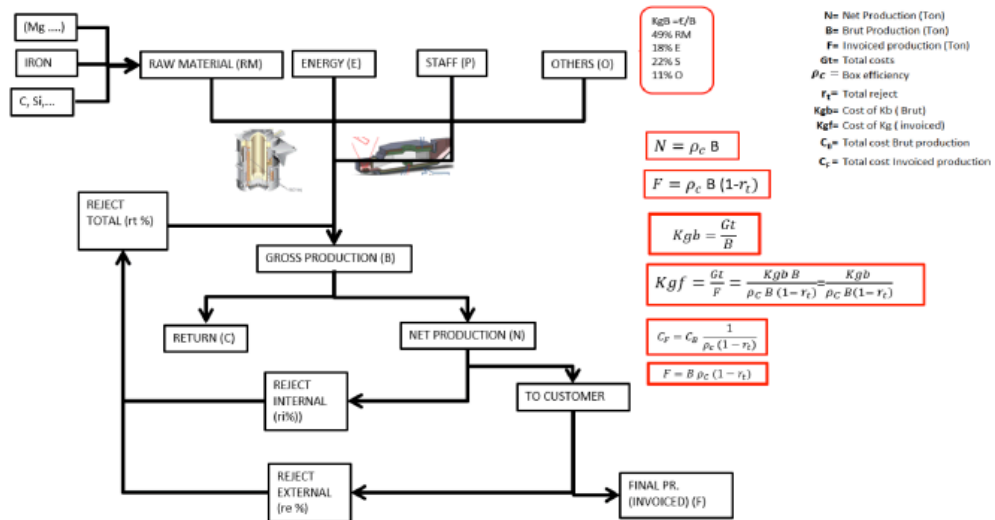 (Mg ....)
IRON
C, Si,...
RAW MATERIAL (RM)
ENERGY (E)
STAFF (P)
OTHERS (O)
KgB =€/B
49% RM
18% E
22% S
11% O
N= Net Production (Ton)
B= Brut Production (Ton)
F= Invoiced production (Ton)
Gt= Total costs
ρc = Box efficiency
rt= Total reject
Kgb= Cost of Kb ( Brut)
Kgf= Cost of Kg ( invoiced)
CB= Total cost Brut production
CF= Total cost Invoiced production
N = ρc B
F = ρc B (1-rt)
Kgb = Gt/B
Kgf = Gt/F = Kgb B/ρC B (1− rt) = Kgb/ρC B(1− rt)
CF = CB 1/ρc (1 − rt)
F = B ρC (1 − rt)
REJECT
TOTAL (rt %)
GROSS PRODUCTION (B)
RETURN (C)
NET PRODUCTION (N)
REJECT
INTERNAL
(ri%))
TO CUSTOMER
REJECT
EXTERNAL
(re %)
FINAL PR.
(INVOICED) (F)